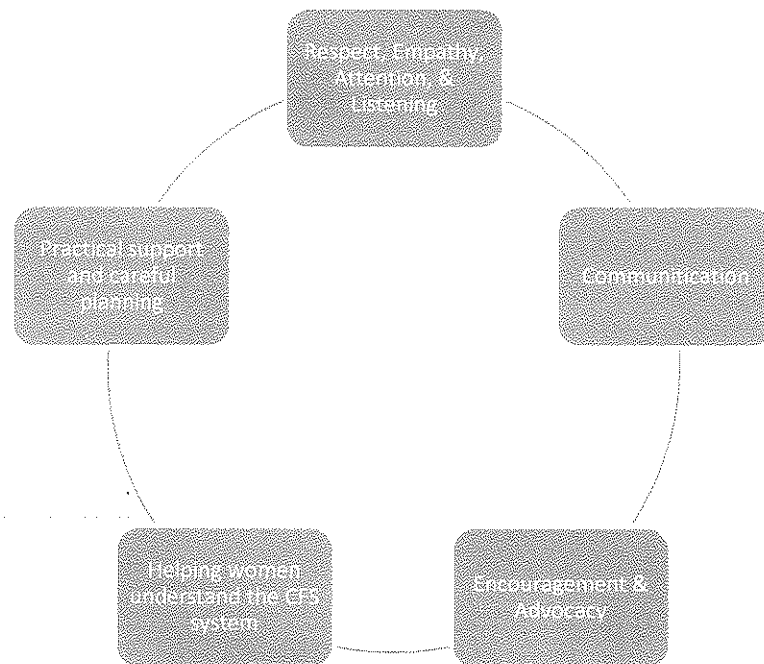 Respect, Empathy,
Attention, &
Listening
Communication
Encouragement &
Advocacy
Helping women
understand the CFS
system
Practical support
and careful
planning